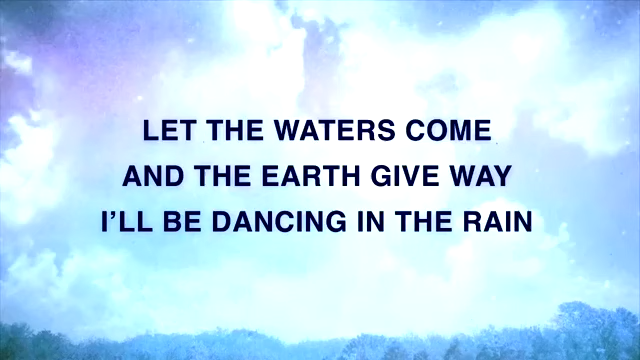 LET THE WATERS COME
AND THE EARTH GIVE WAY
I’LL BE DANCING IN THE RAIN